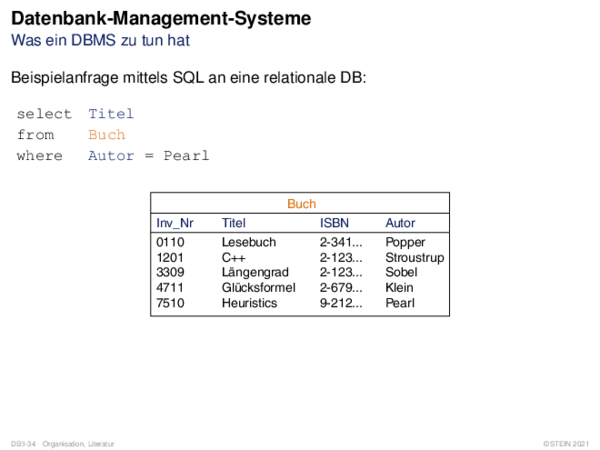 Datenbank-Management-Systeme
Was ein DBMS zu tun hat
Beispielanfrage mittels SQL an eine relationale DB:
select Titel
from Buch
where Autor = Pearl
Buch
Inv_Nr Titel ISBN Autor
0110 Lesebuch 2-341... Popper
1201 C++ 2-123... Stroustrup
3309 Längengrad 2-123... Sobel
4711 Glücksformel 2-679... Klein
7510 Heuristics 9-212... Pearl
DB:I-34 Organisation, Literatur ©STEIN 2021